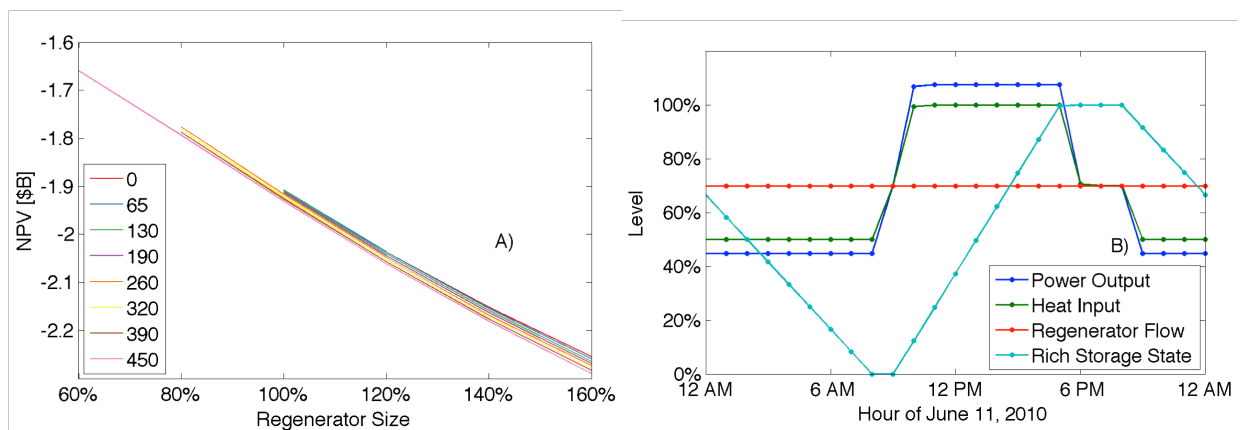 -1.6
-1.7
-1.8
-1.9
-2
-2.1
-2.2
NPV [$B]
0
65
130
190
260
320
390
450
A)
60% 80% 100% 120% 140% 160%
Regenerator Size
100%
80%
60%
40%
20%
0%
Level
B)
Power Output
Heat Input
Regenerator Flow
Rich Storage State
12 AM 6 AM 12 PM 6 PM 12 AM
Hour of June 11, 2010